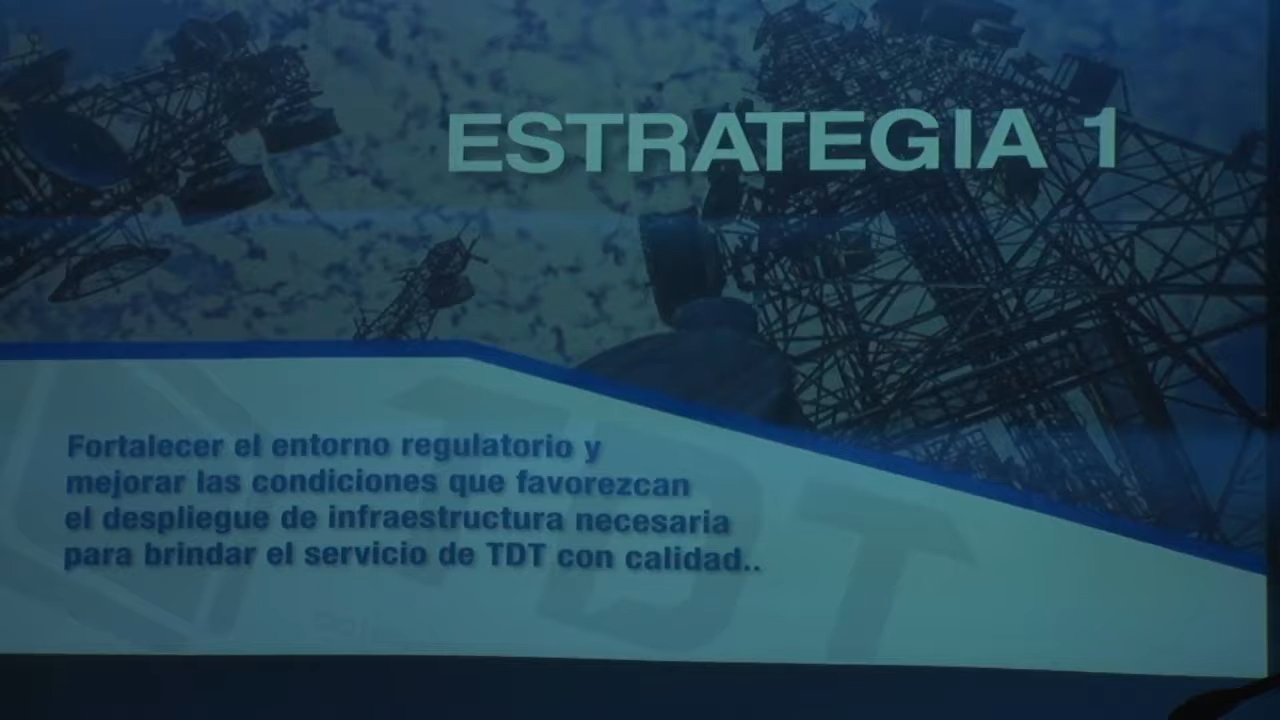 ESTRATEGIA 1
Fortalecer el entorno regulatorio y
mejorar las condiciones que favorezcan
el despliegue de infraestructura necesaria
para brindar el servicio de TDT con calidad..
TDT